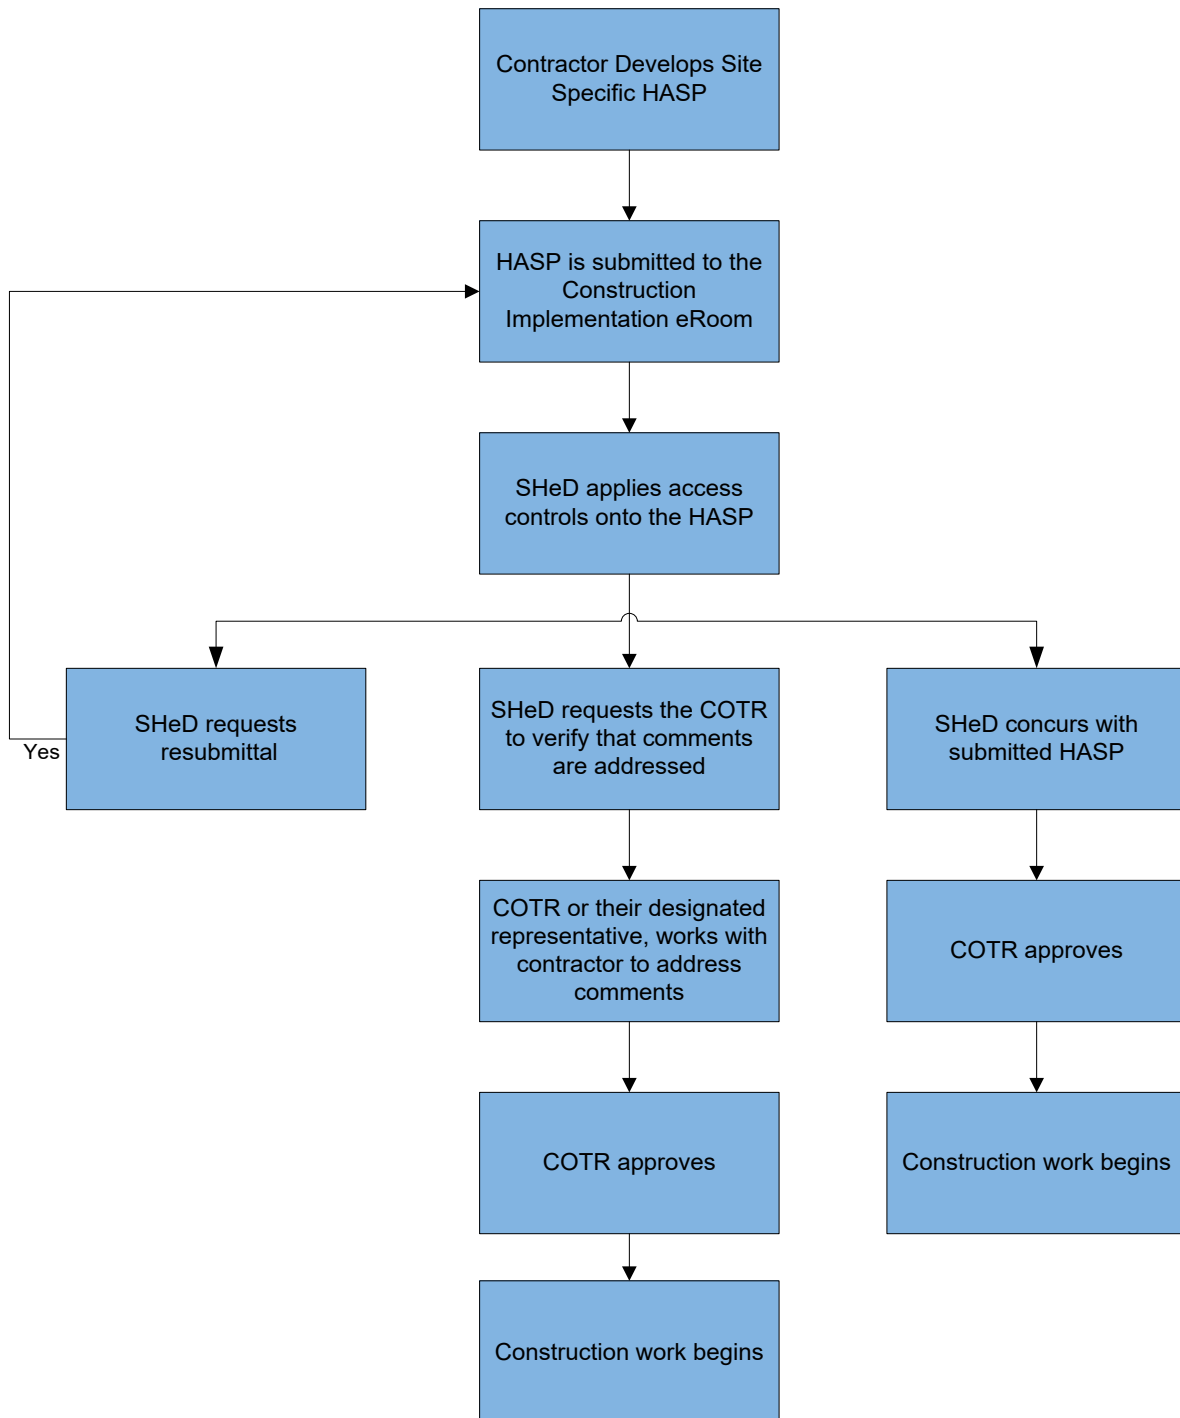 Contractor Develops Site
Specific HASP
HASP is submitted to the
Construction
Implementation eRoom
SHeD applies access
controls onto the HASP
Yes
SHeD requests
resubmittal
SHeD requests the COTR
to verify that comments
are addressed
SHeD concurs with
submitted HASP
COTR or their designated
representative, works with
contractor to address
comments
COTR approves
COTR approves
Construction work begins
Construction work begins